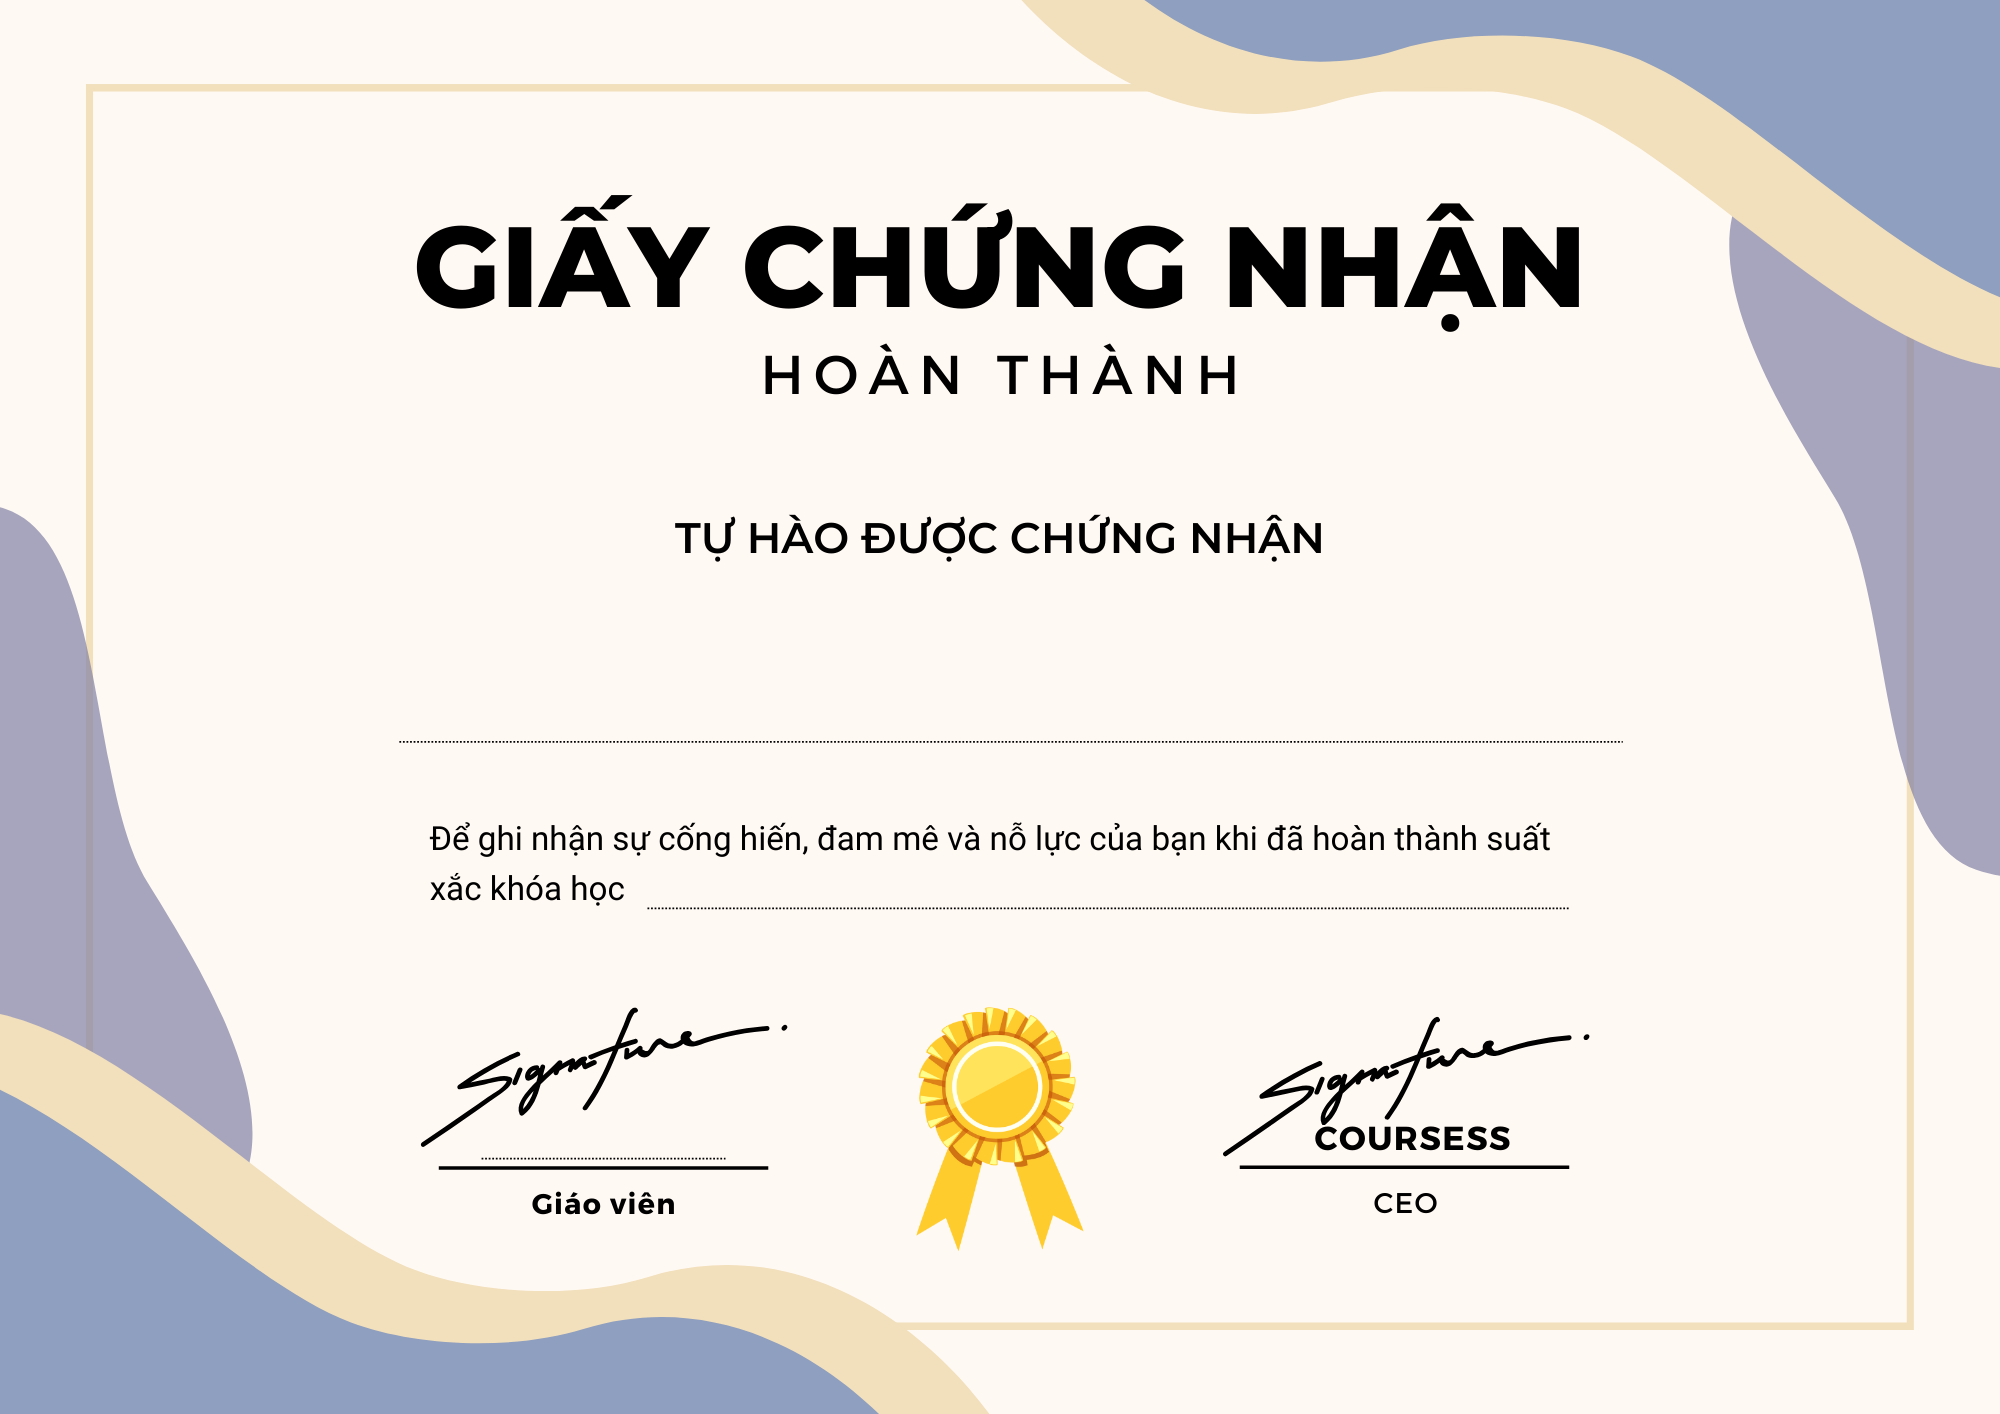 GIẤY CHỨNG NHẬN
HOÀN THÀNH
TỰ HÀO ĐƯỢC CHỨNG NHẬN
Để ghi nhận sự cống hiến, đam mê và nỗ lực của bạn khi đã hoàn thành suất
xắc khóa học
Signature
Signature
COURSESS
Giáo viên
CEO